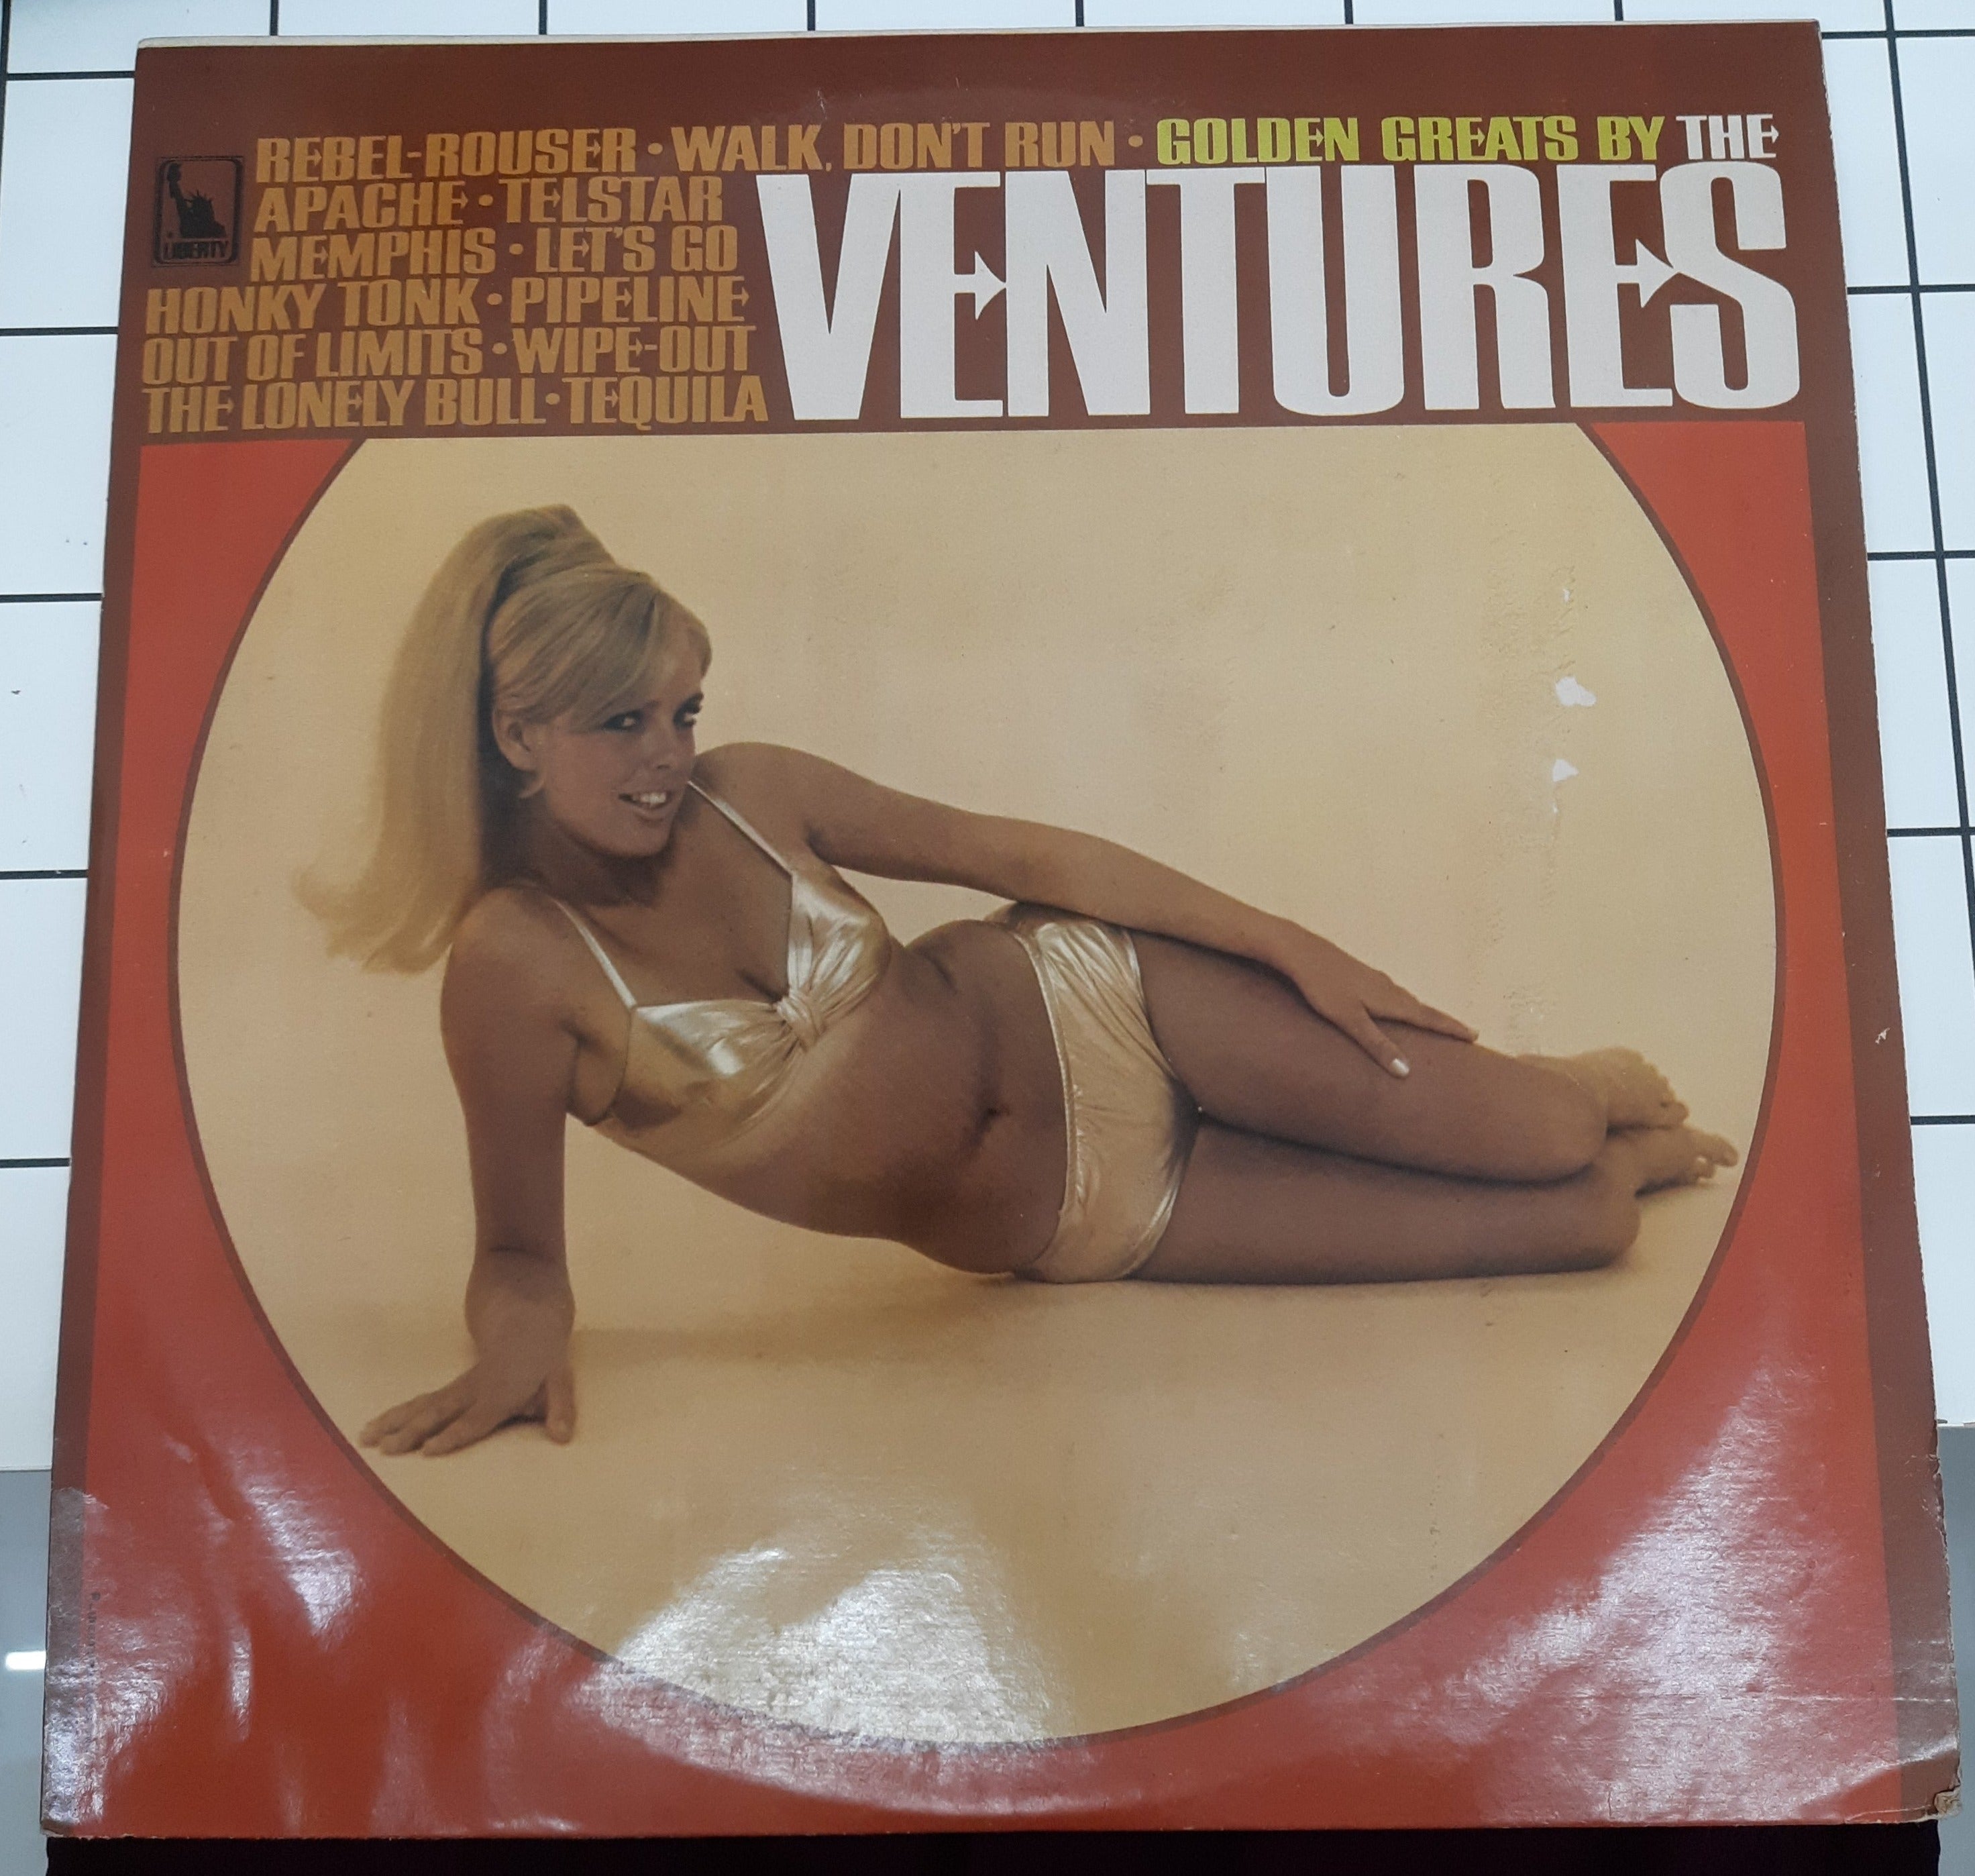 REBEL-ROUSER • WALK, DON'T RUN • GOLDEN GREATS BY THE
VENTURES
APACHE • TELSTAR
MEMPHIS • LET'S GO
HONKY TONK • PIPELINE
OUT OF LIMITS • WIPE-OUT
THE LONELY BULL • TEQUILA
LIBERTY